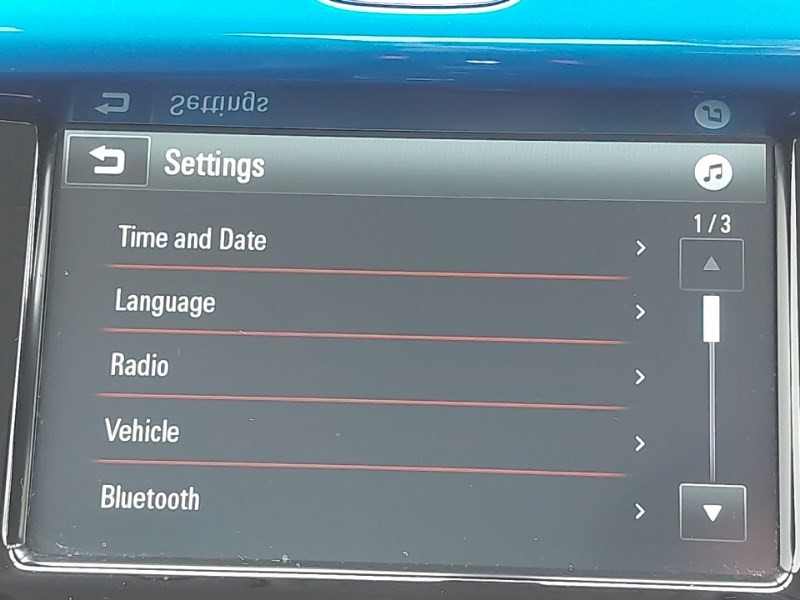 Settings
1/3
Time and Date
Language
Radio
Vehicle
Bluetooth